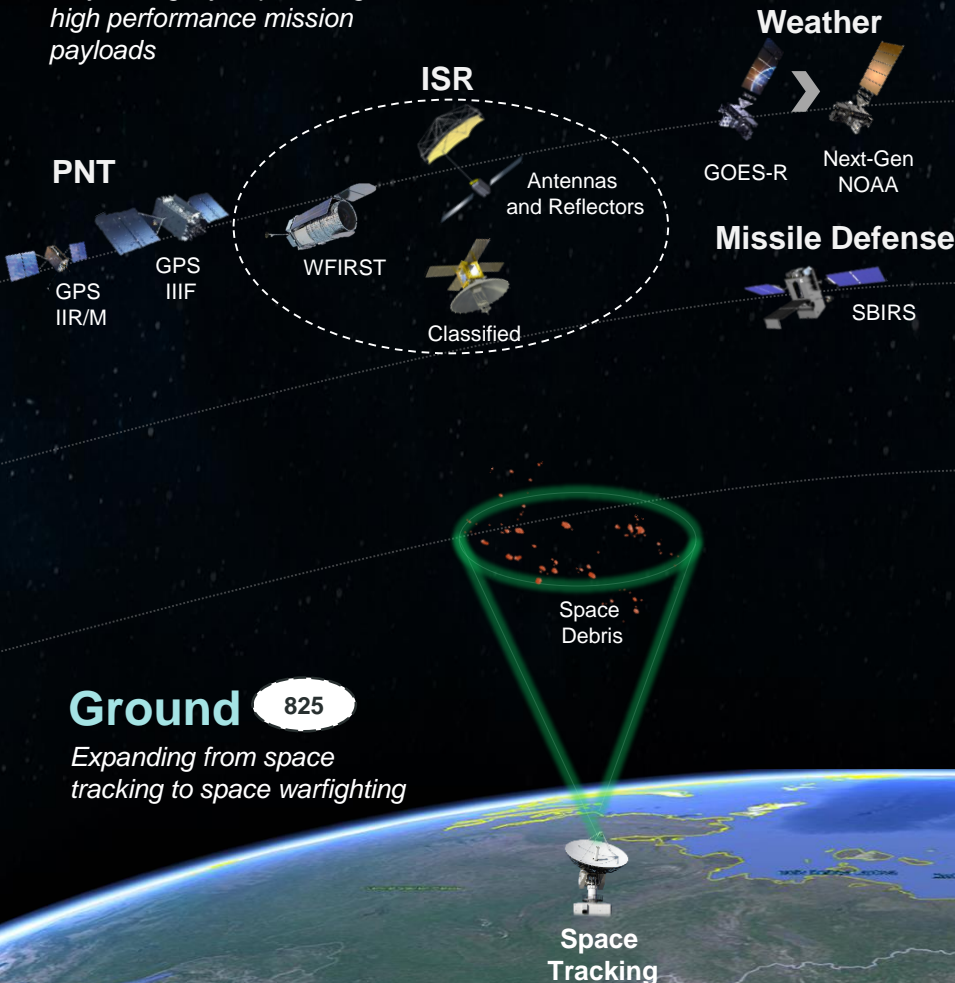 high performance mission
payloads
Weather
ISR
PNT
GOES-R
Next-Gen
NOAA
Antennas
and Reflectors
Missile Defense
GPS
IIR/M
GPS
IIIF
WFIRST
SBIRS
Classified
Space
Debris
Ground
825
Expanding from space
tracking to space warfighting
Space
Tracking